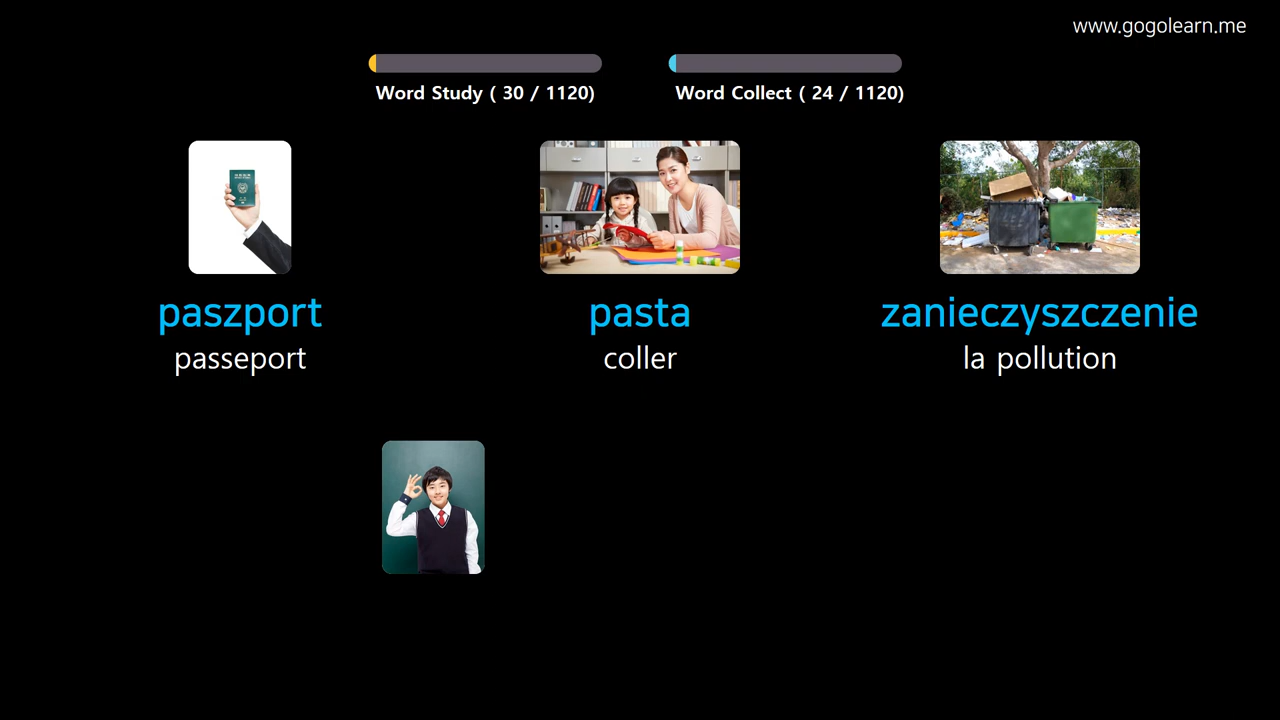 www.gogolearn.me
Word Study ( 30 / 1120)
Word Collect ( 24 / 1120)
paszport
pasta
zanieczyszczenie
passeport
coller
la pollution